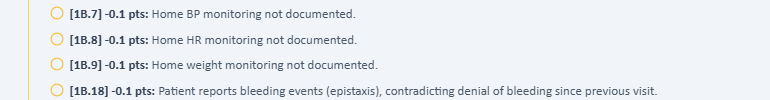 [1B.7] -0.1 pts: Home BP monitoring not documented.
[1B.8] -0.1 pts: Home HR monitoring not documented.
[1B.9] -0.1 pts: Home weight monitoring not documented.
[1B.18] -0.1 pts: Patient reports bleeding events (epistaxis), contradicting denial of bleeding since previous visit.